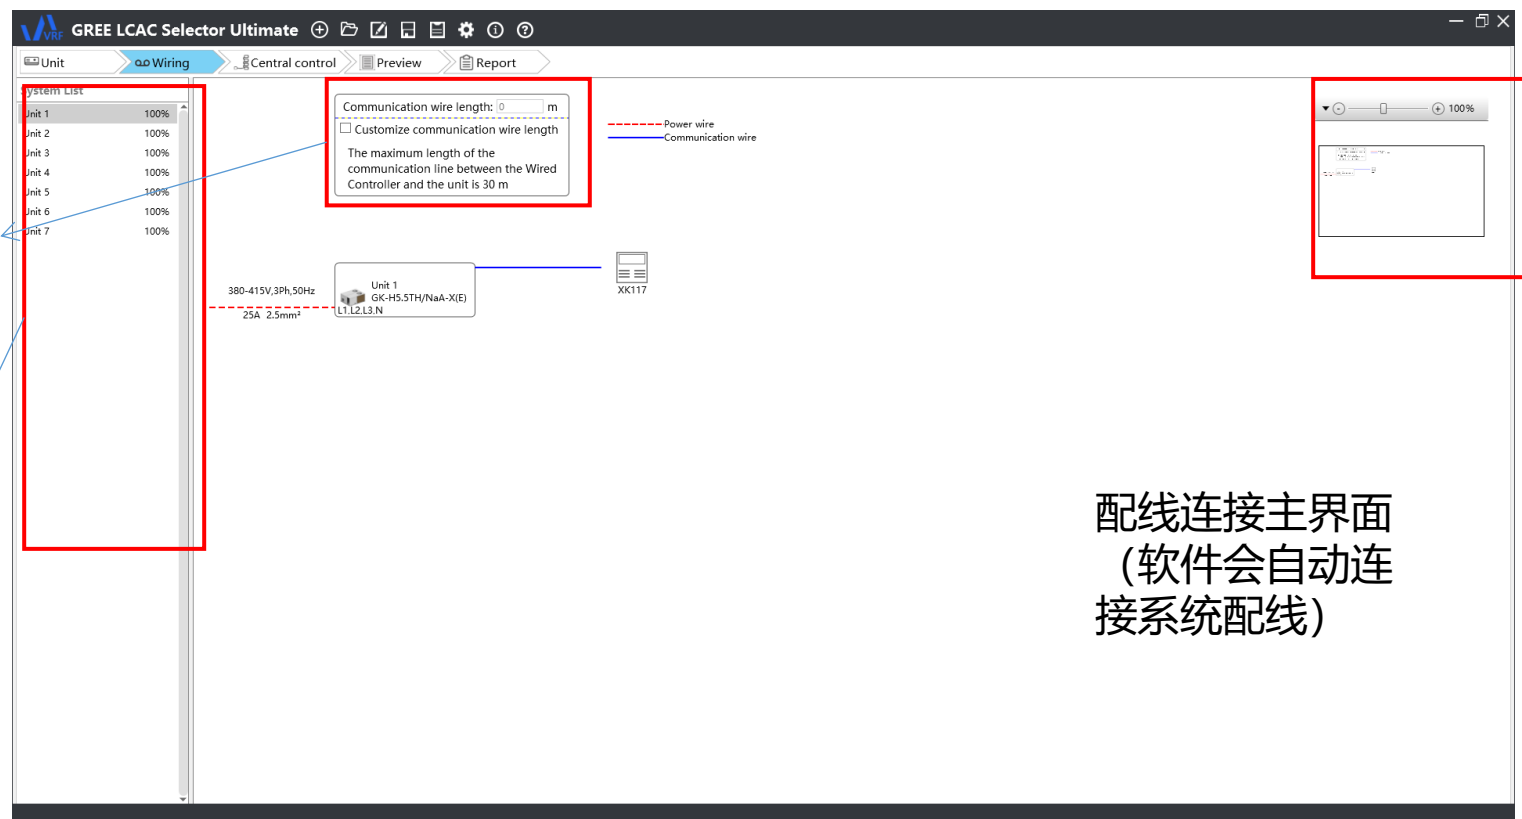 VRF GREE LCAC Selector Ultimate
Unit
Wiring
Central control
Preview
Report
System List
Unit 1 100%
Unit 2 100%
Unit 3 100%
Unit 4 100%
Unit 5 100%
Unit 6 100%
Unit 7 100%
Communication wire length: 0 m
Customize communication wire length
The maximum length of the
communication line between the Wired
Controller and the unit is 30 m
Power wire
Communication wire
100%
380-415V,3Ph,50Hz
25A 2.5mm²
Unit 1
GK-H5.5TH/NaA-X(E)
L1.L2.L3.N
XK117
配线连接主界面
（软件会自动连
接系统配线）